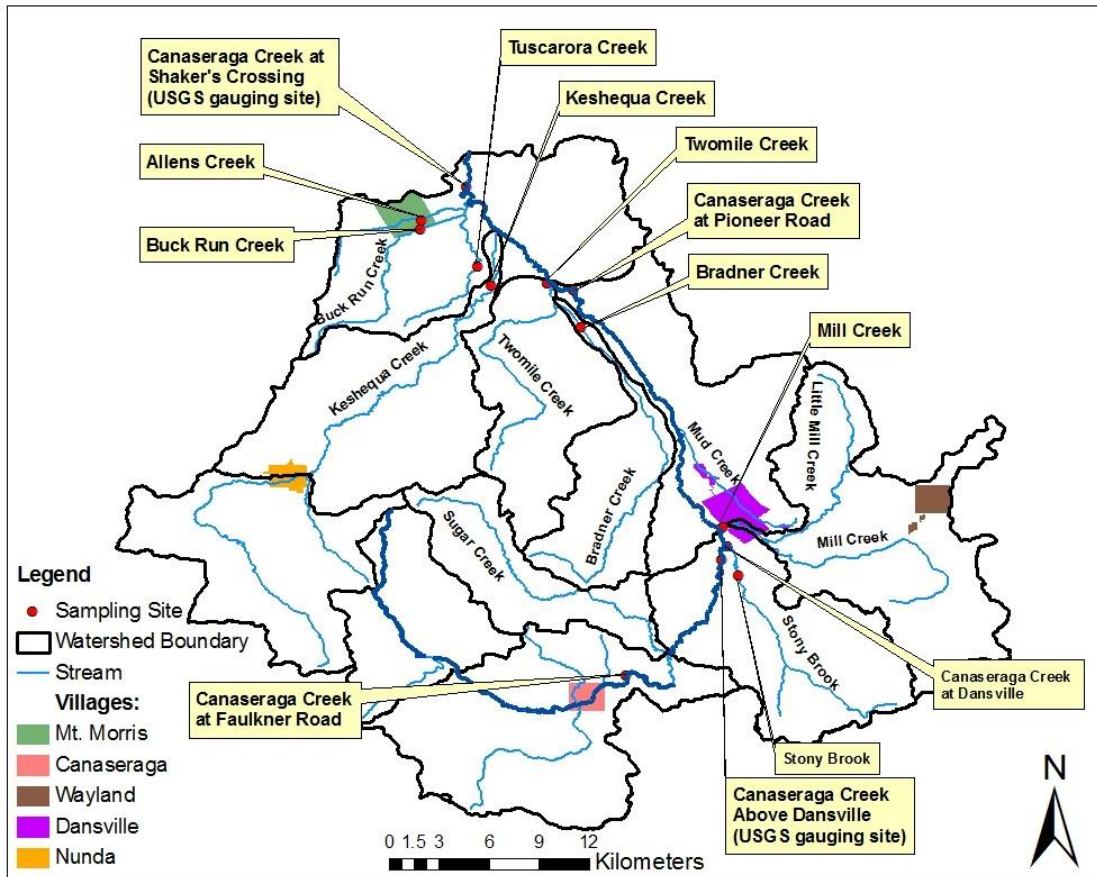 Canaseraga Creek at
Shaker's Crossing
(USGS gauging site)
Tuscarora Creek
Keshequa Creek
Allens Creek
Twomile Creek
Buck Run Creek
Canaseraga Creek
at Pioneer Road
Bradner Creek
Mill Creek
Buck Run Creek
Keshequa Creek
Twomile Creek
Little Mill Creek
Mud Creek
Bradner Creek
Sugar Creek
Mill Creek
Stony Brook
Legend
Sampling Site
Watershed Boundary
Stream
Villages:
Mt. Morris
Canaseraga
Wayland
Dansville
Nunda
Canaseraga Creek
at Faulkner Road
Canaseraga Creek
at Dansville
Stony Brook
Canaseraga Creek
Above Dansville
(USGS gauging site)
0 1.5 3 6 9 12
Kilometers
N